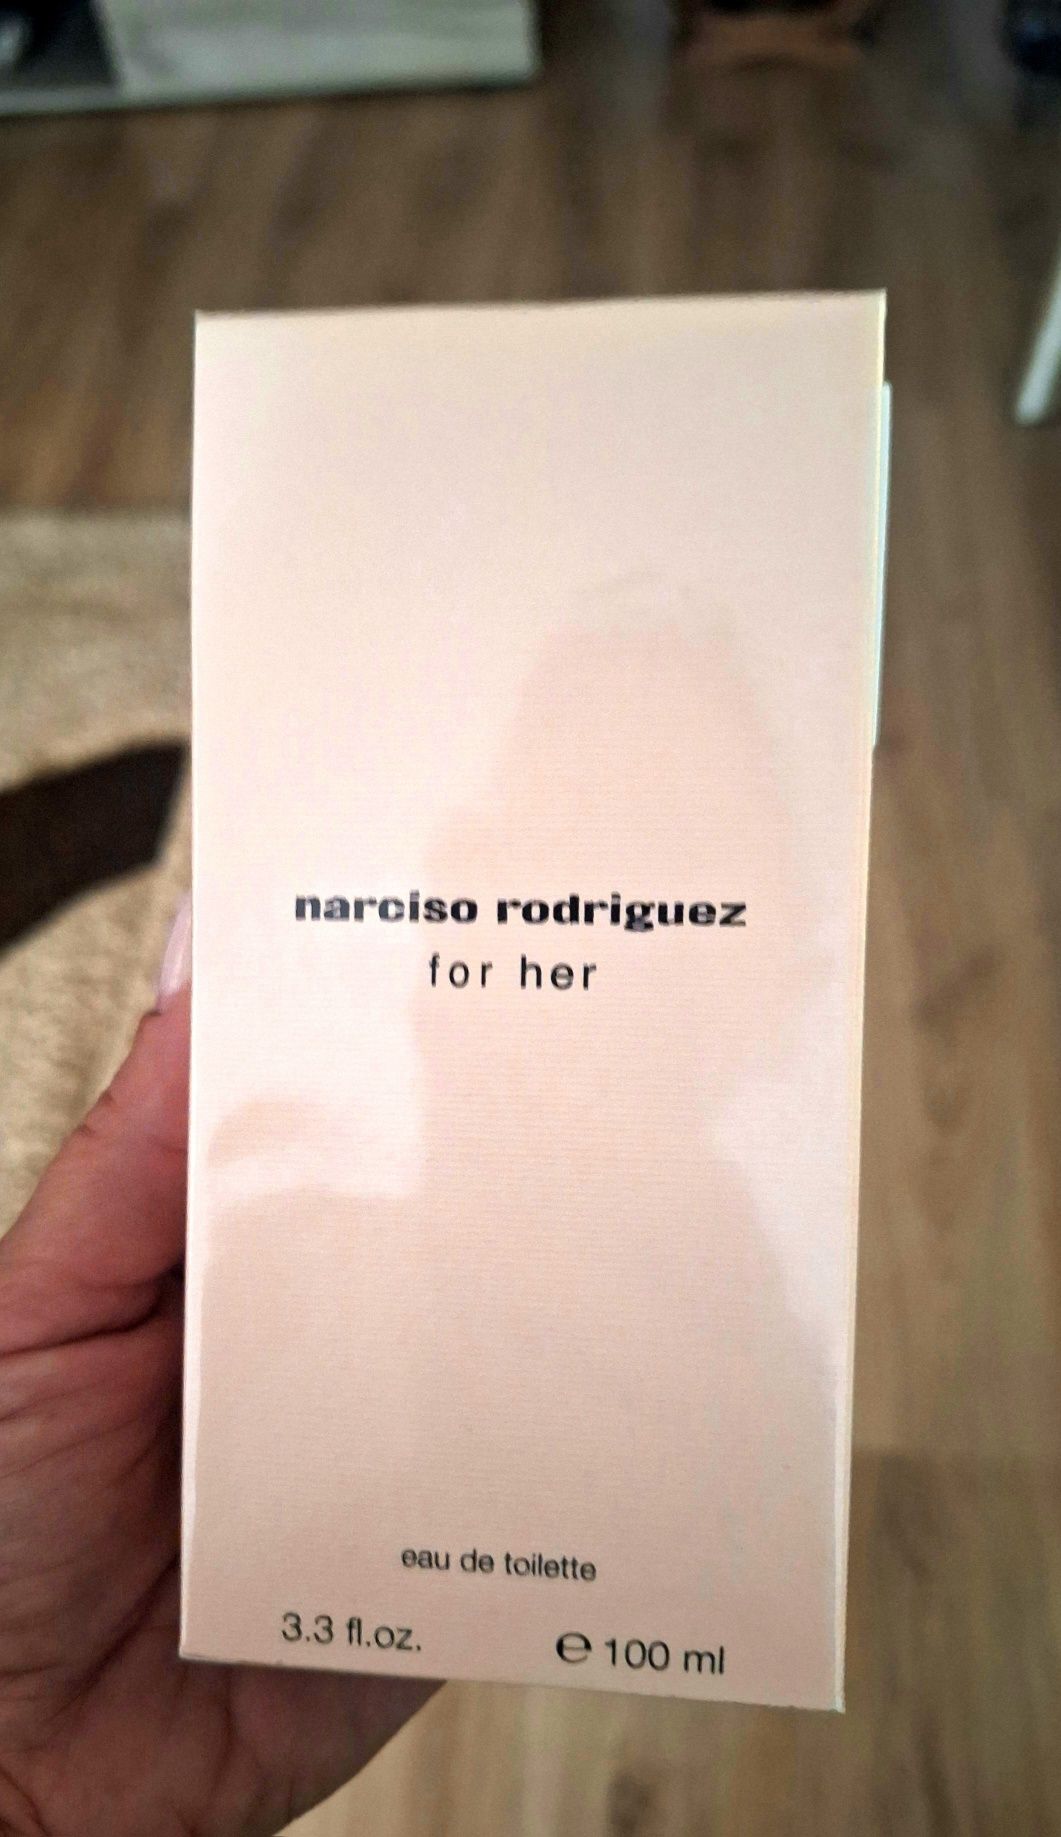 narciso rodriguez
for her
eau de toilette
3.3 fl.oz. ℮ 100 ml